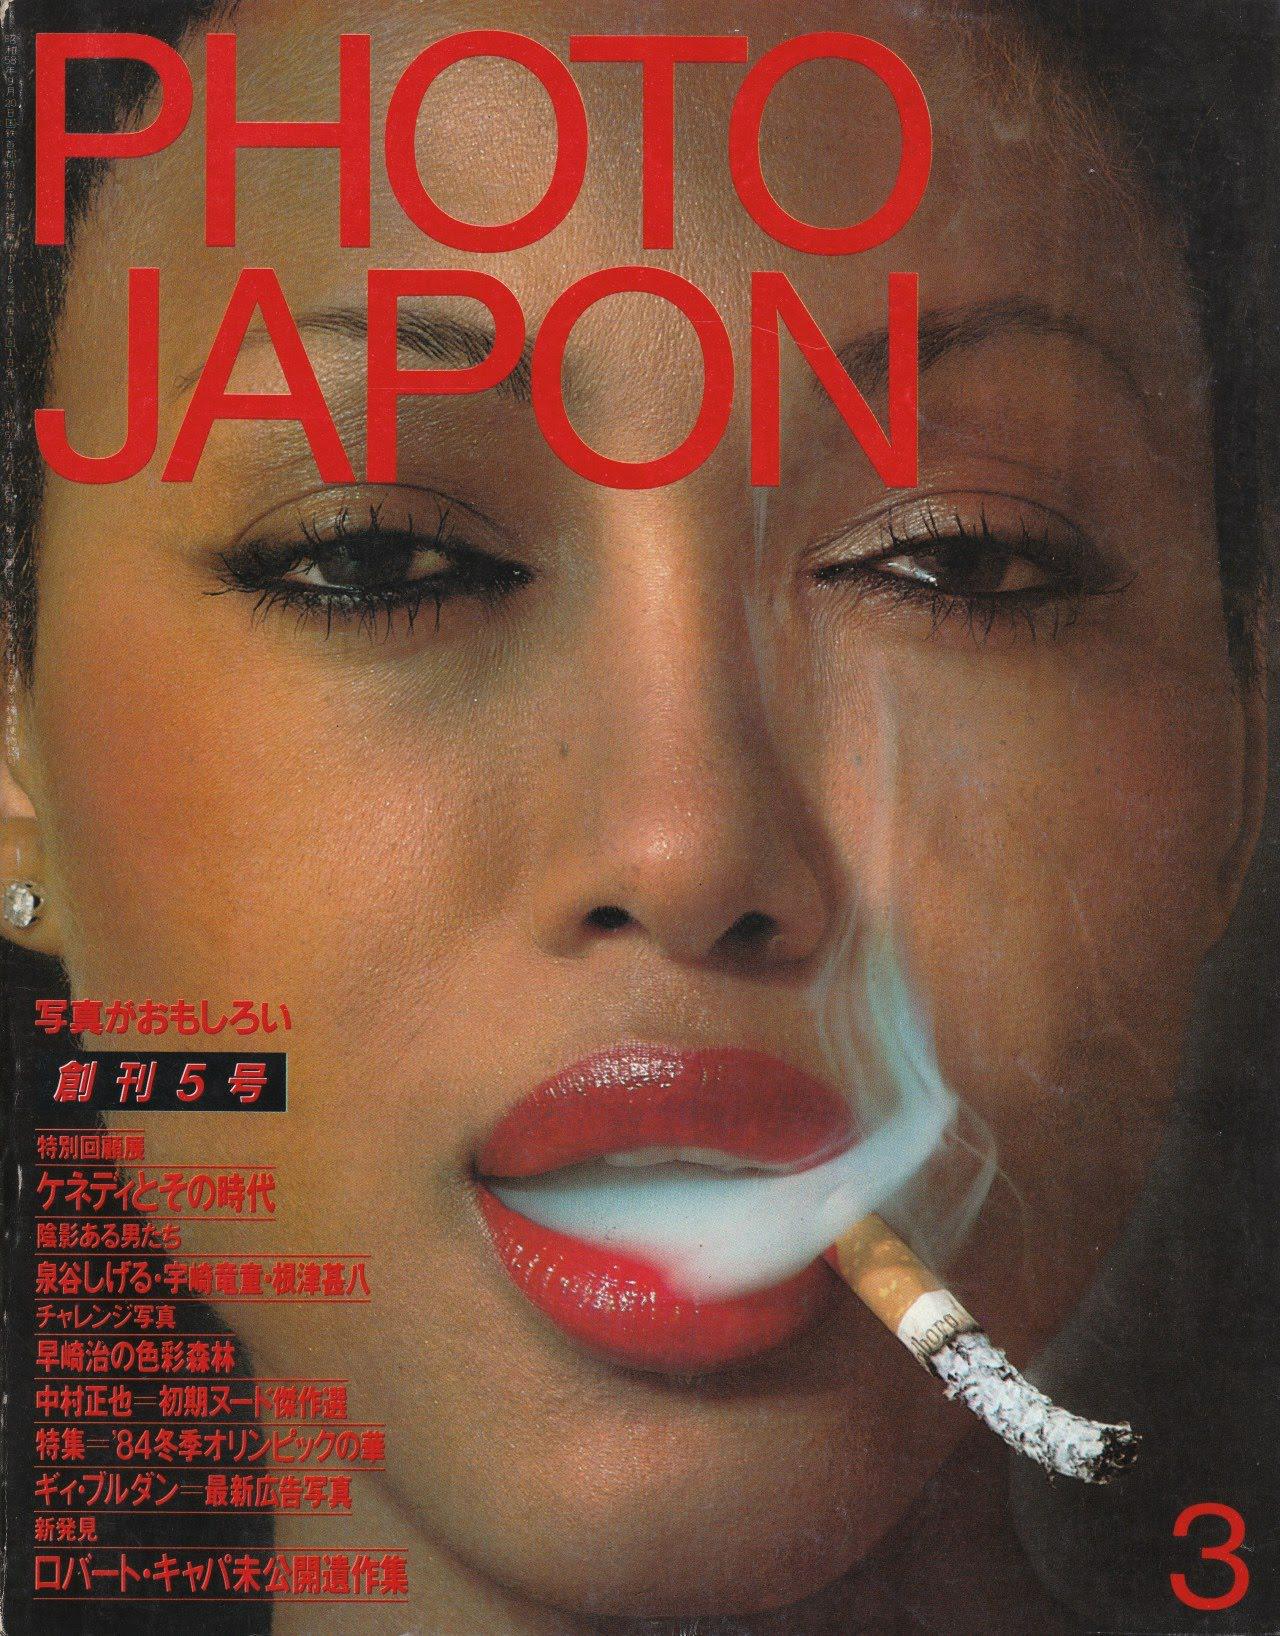 PHOTO
JAPON
写真がおもしろい
創刊5号
特別回顧展
ケネディとその時代
陰影ある男たち
泉谷しげる・宇崎竜童・根津甚八
チャレンジ写真
早崎治の色彩森林
中村正也=初期ヌード傑作選
特集='84冬季オリンピックの華
ギィ・ブルダン=最新広告写真
新発見
ロバート・キャパ未公開遺作集
3